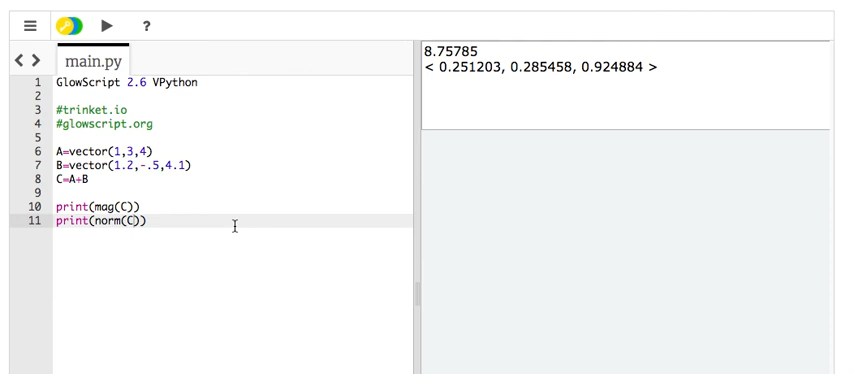 ?
main.py
1 GlowScript 2.6 VPython
2
3 #trinket.io
4 #glowscript.org
5
6 A=vector(1,3,4)
7 B=vector(1.2,-.5,4.1)
8 C=A+B
9
10 print(mag(C))
11 print(norm(C))
8.75785
< 0.251203, 0.285458, 0.924884 >